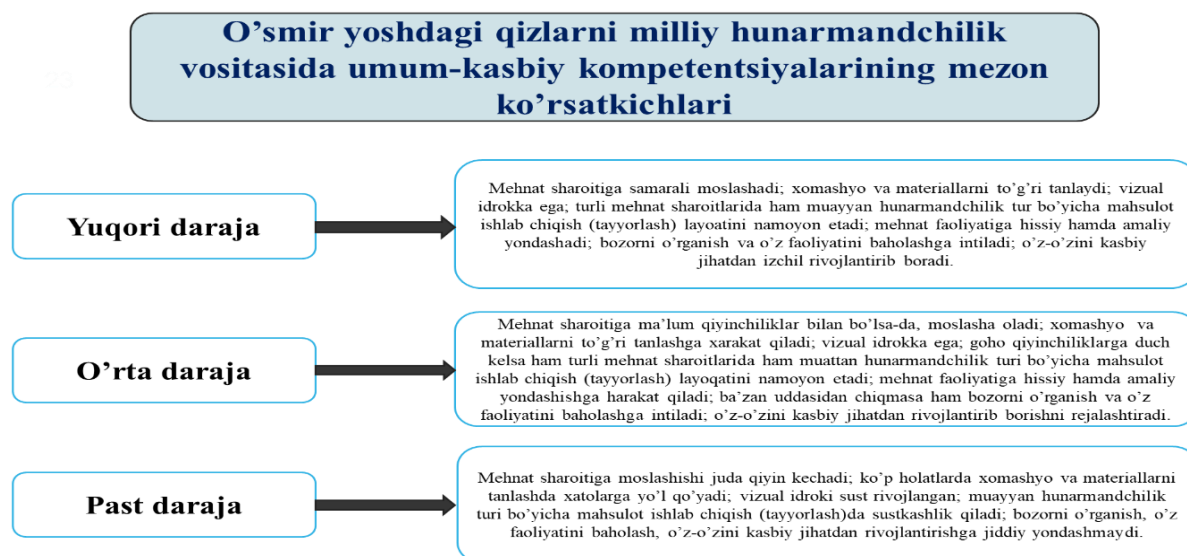 O'smir yoshdagi qizlarni milliy hunarmandchilik
vositasida umum-kasbiy kompetentsiyalarining mezon
ko'rsatkichlari
Yuqori daraja
Mehnat sharoitiga samarali moslashadi; xomashyo va materiallarni to'g'ri tanlaydi; vizual
idrokka ega; turli mehnat sharoitlarida ham muayyan hunarmandchilik tur bo'yicha mahsulot
ishlab chiqish (tayyorlash) layoatini namoyon etadi; mehnat faoliyatiga hissiy hamda amaliy
yondashadi; bozorni o'rganish va o'z faoliyatini baholashga intiladi; o'z-o'zini kasbiy
jihatdan izchil rivojlantirib boradi.
O'rta daraja
Mehnat sharoitiga ma'lum qiyinchiliklar bilan bo'lsa-da, moslasha oladi; xomashyo va
materiallarni to'g'ri tanlashga xarakat qiladi; vizual idrokka ega; goho qiyinchiliklarga duch
kelsa ham turli mehnat sharoitlarida ham muattan hunarmandchilik turi bo'yicha mahsulot
ishlab chiqish (tayyorlash) layoqatini namoyon etadi; mehnat faoliyatiga hissiy hamda amaliy
yondashishga harakat qiladi; ba'zan uddasidan chiqmasa ham bozorni o'rganish va o'z
faoliyatini baholashga intiladi; o'z-o'zini kasbiy jihatdan rivojlantirib borishni rejalashtiradi.
Past daraja
Mehnat sharoitiga moslashishi juda qiyin kechadi; ko'p holatlarda xomashyo va materiallarni
tanlashda xatolarga yo'l qo'yadi; vizual idroki sust rivojlangan; muayyan hunarmandchilik
turi bo'yicha mahsulot ishlab chiqish (tayyorlash)da sustkashlik qiladi; bozorni o'rganish, o'z
faoliyatini baholash, o'z-o'zini kasbiy jihatdan rivojlantirishga jiddiy yondashmaydi.